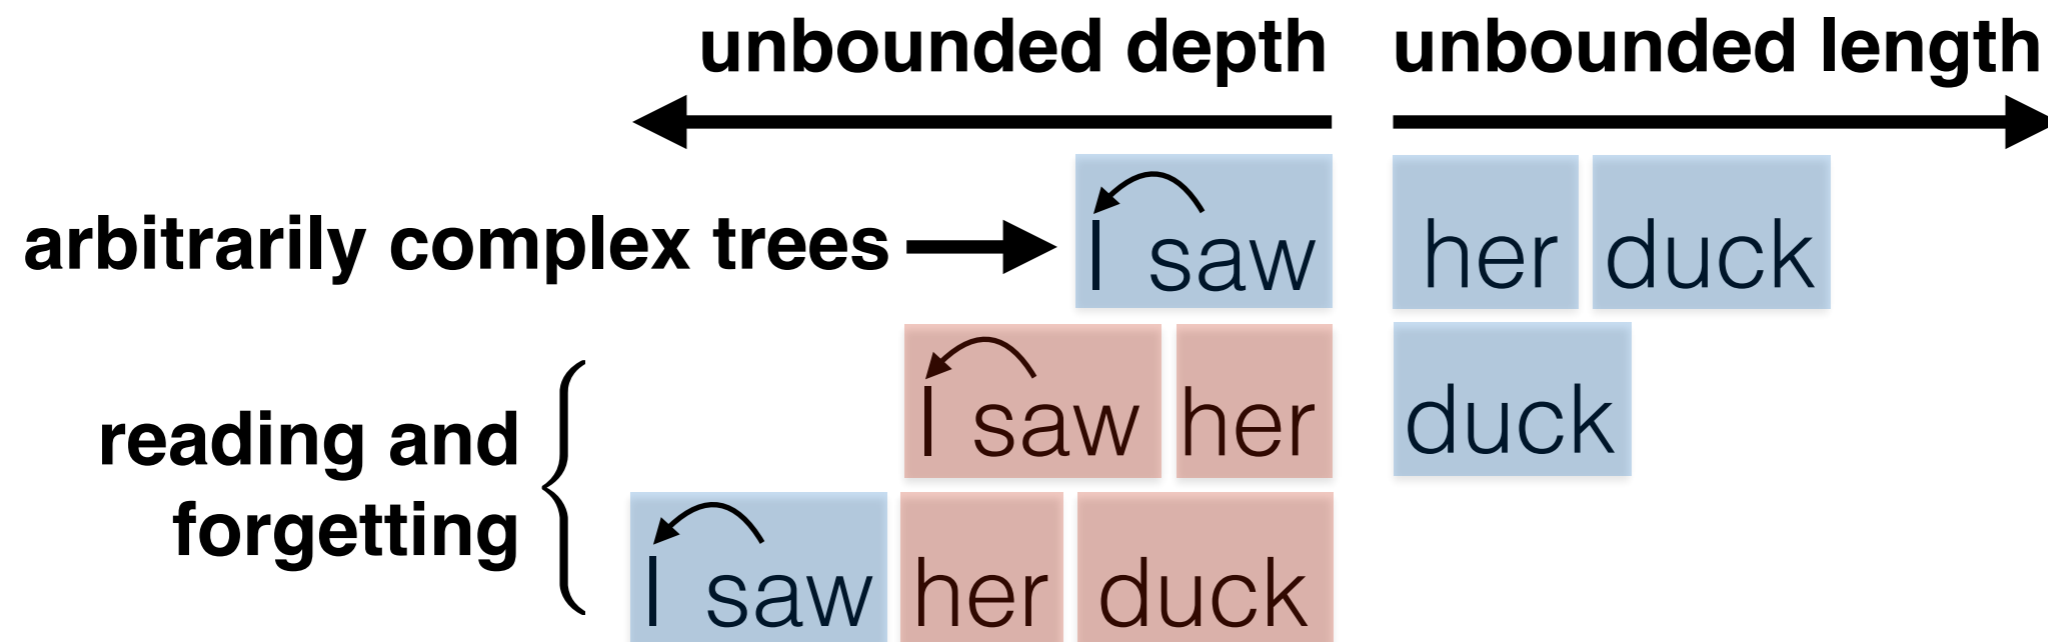 unbounded depth unbounded length
arbitrarily complex trees I saw her duck
I saw her duck
reading and
forgetting
I saw her duck